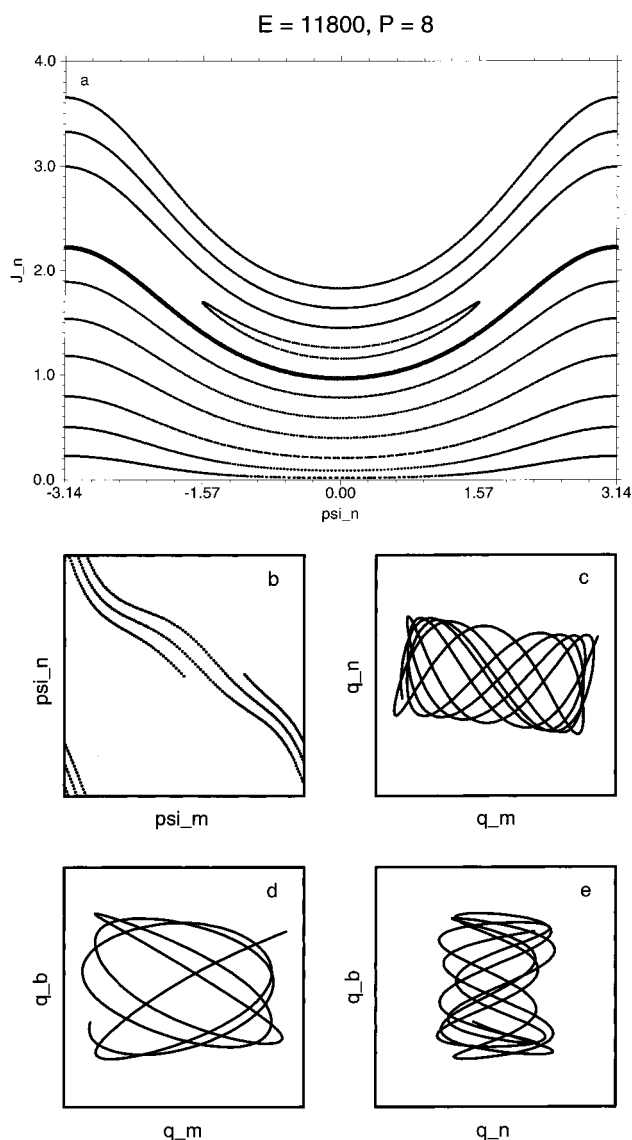 E = 11800, P = 8
a
4.0
3.0
2.0
1.0
0.0
J_n
-3.14
-1.57
0.00
1.57
3.14
psi_n
b
psi_n
psi_m
c
q_n
q_m
d
q_b
q_m
e
q_b
q_n